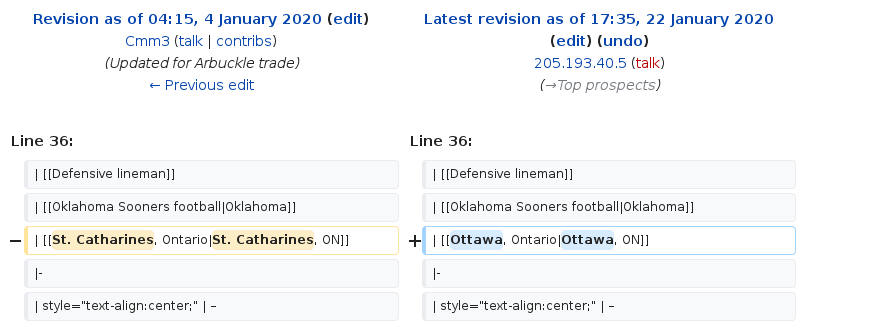 Revision as of 04:15, 4 January 2020 (edit)
Cmm3 (talk | contribs)
(Updated for Arbuckle trade)
← Previous edit
Latest revision as of 17:35, 22 January 2020
(edit) (undo)
205.193.40.5 (talk)
(→Top prospects)
Line 36:
Line 36:
| [[Defensive lineman]]
| [[Defensive lineman]]
| [[Oklahoma Sooners football|Oklahoma]]
| [[Oklahoma Sooners football|Oklahoma]]
− | [[St. Catharines, Ontario|St. Catharines, ON]]
+ | [[Ottawa, Ontario|Ottawa, ON]]
|-
|-
| style="text-align:center;" | –
| style="text-align:center;" | –